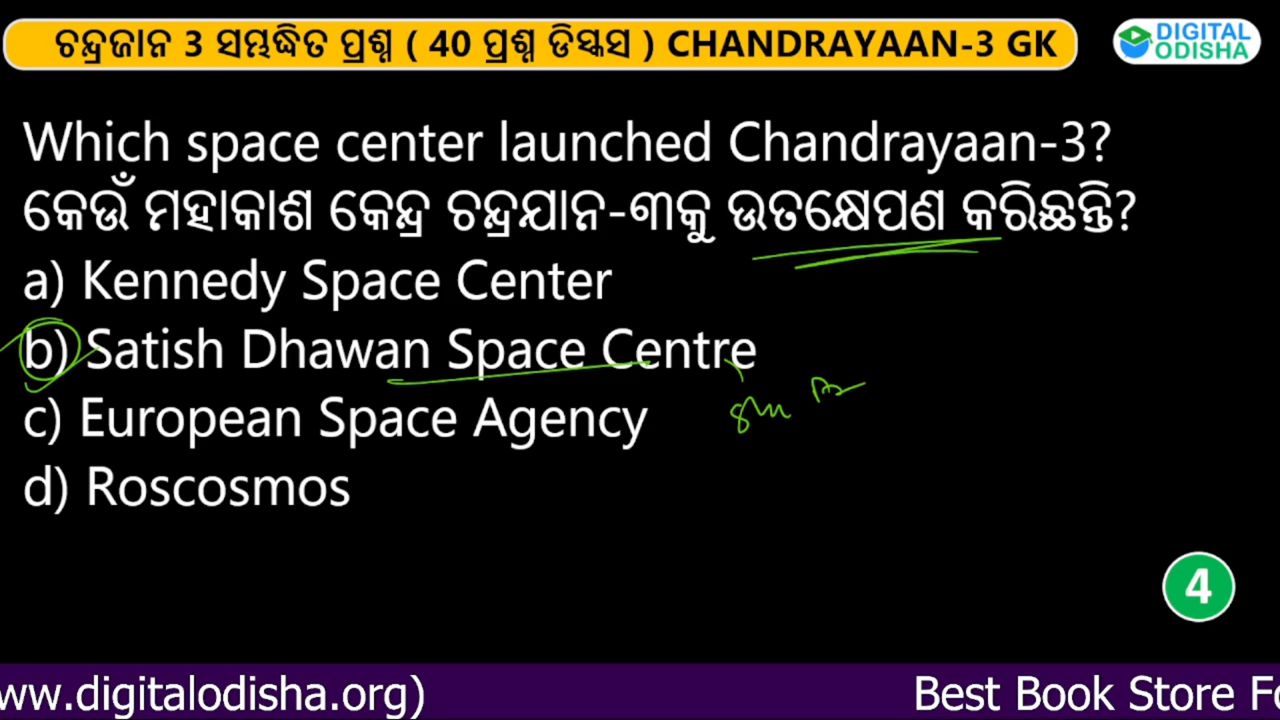 ଚନ୍ଦ୍ରଜାନ 3 ସମ୍ଭନ୍ଧିତ ପ୍ରଶ୍ନ ( 40 ପ୍ରଶ୍ନ ଡିସ୍କସ ) CHANDRAYAAN-3 GK
DIGITAL
ODISHA
Which space center launched Chandrayaan-3?
କେଉଁ ମହାକାଶ କେନ୍ଦ୍ର ଚନ୍ଦ୍ରଯାନ-୩କୁ ଉତକ୍ଷେପଣ କରିଛନ୍ତି?
a) Kennedy Space Center
b) Satish Dhawan Space Centre
c) European Space Agency
d) Roscosmos
4
ww.digitalodisha.org) Best Book Store Fo